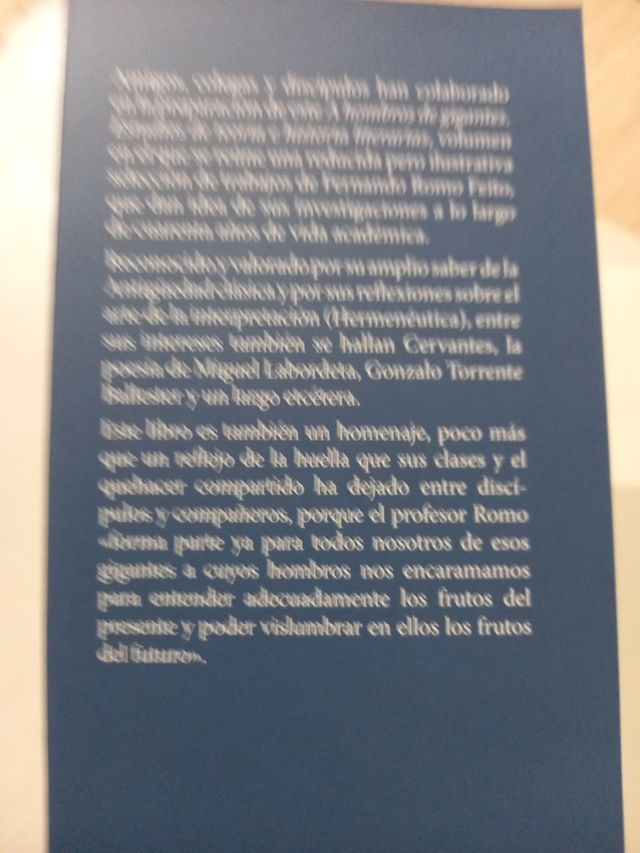 Amigos, colegas y discípulos han colaborado
en la preparación de este A hombros de gigantes.
Estudios de teoría e historia literarias, volumen
en el que se reúne una reducida pero ilustrativa
selección de trabajos de Fernando Romo Feito,
que dan idea de sus investigaciones a lo largo
de cuarenta años de vida académica.
Reconocido y valorado por su amplio saber de la
Antigüedad clásica y por sus reflexiones sobre el
arte de la interpretación (Hermenéutica), entre
sus intereses también se hallan Cervantes, la
poesía de Miguel Labordeta, Gonzalo Torrente
Ballester y un largo etcétera.
Este libro es también un homenaje, poco más
que un reflejo de la huella que sus clases y el
quehacer compartido ha dejado entre discí-
pulos y compañeros, porque el profesor Romo
«forma parte ya para todos nosotros de esos
gigantes a cuyos hombros nos encaramamos
para entender adecuadamente los frutos del
presente y poder vislumbrar en ellos los frutos
del futuro».